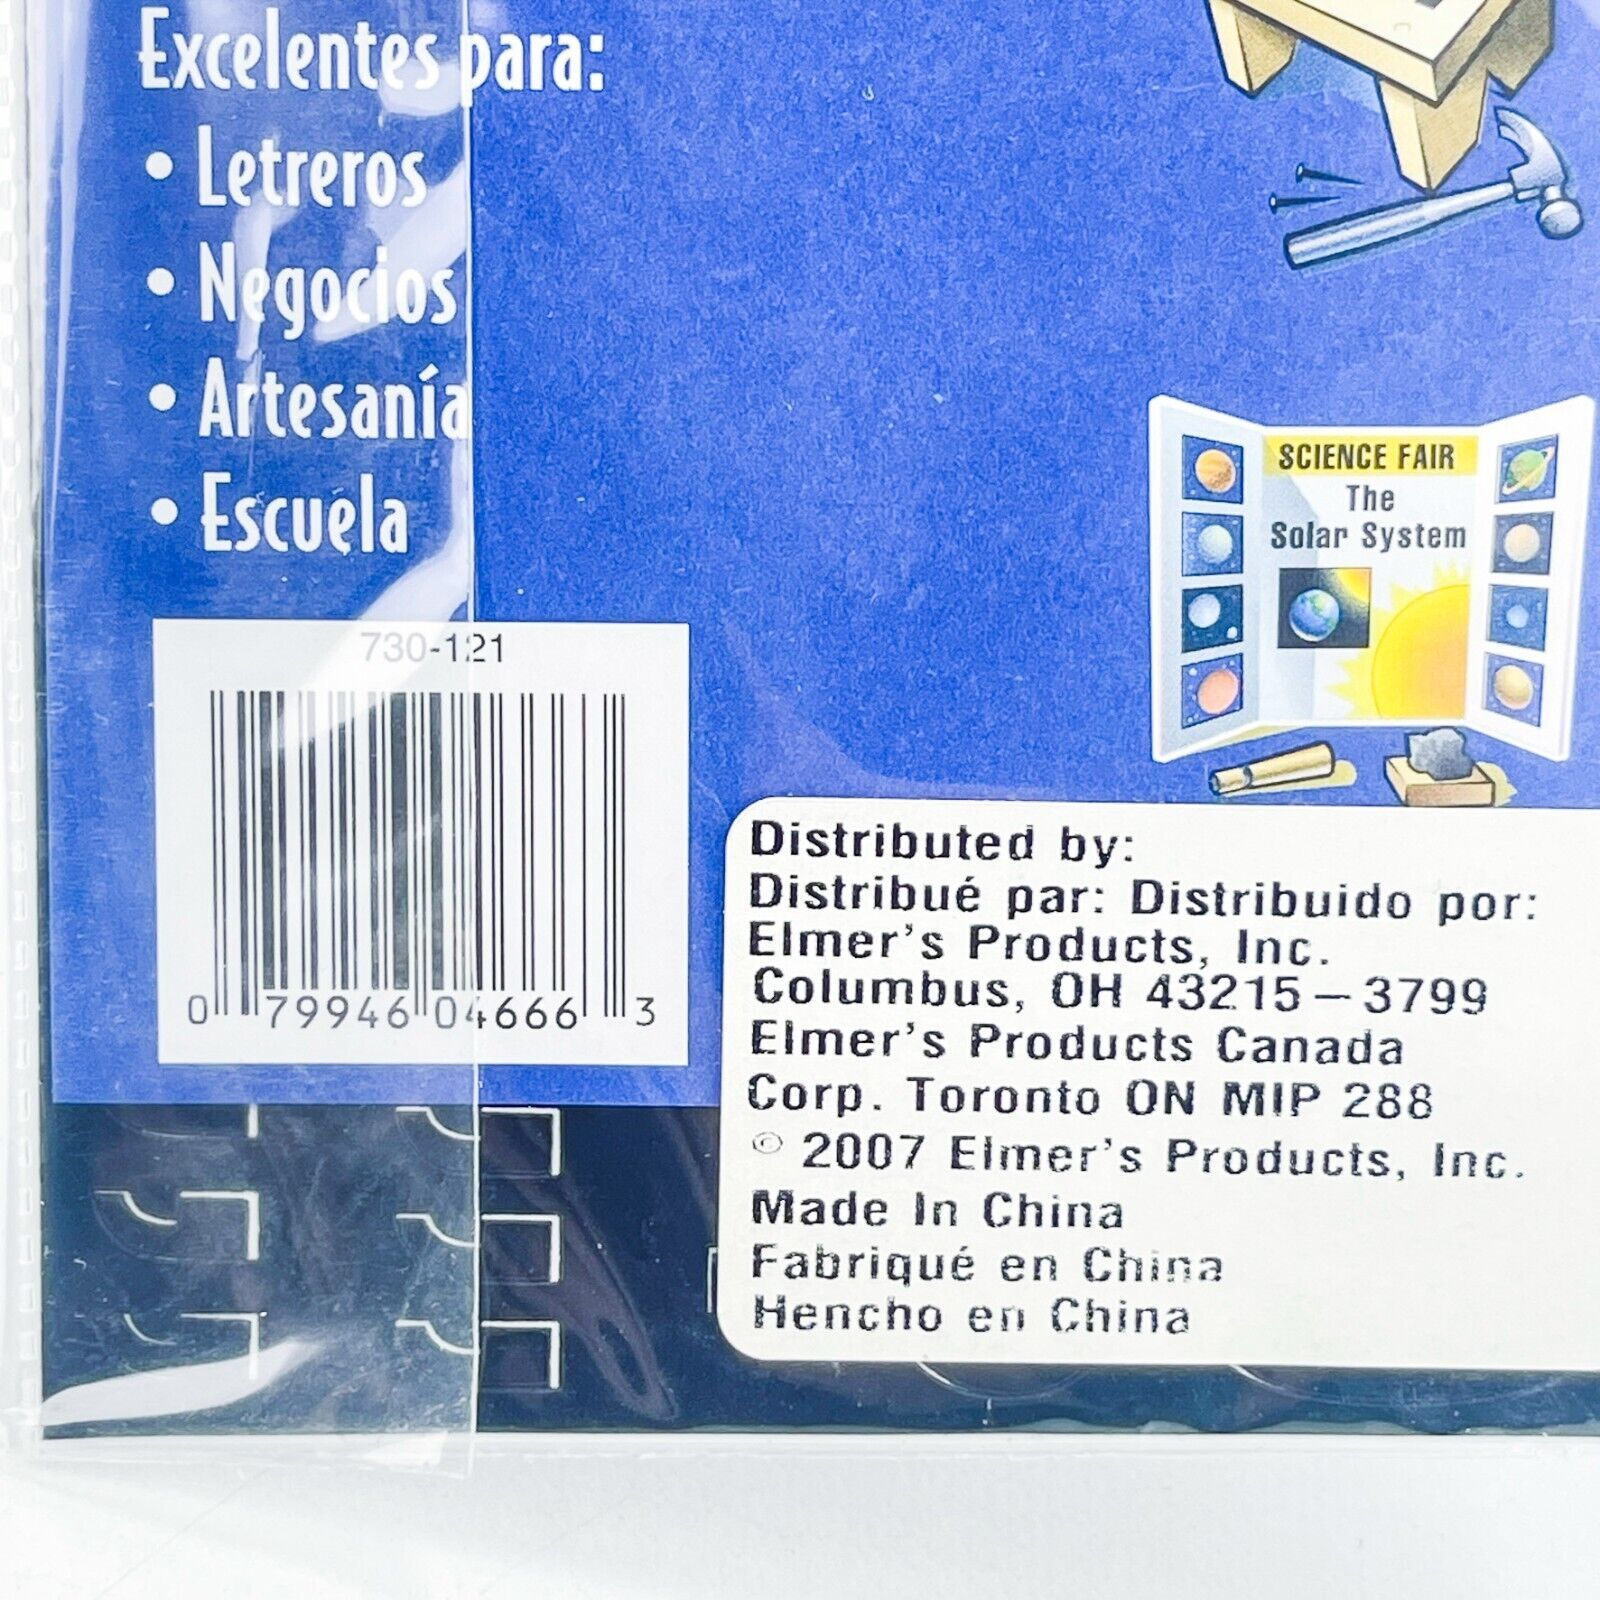 Excelentes para:
• Letreros
• Negocios
• Artesanía
• Escuela
SCIENCE FAIR
The
Solar System
730-121
0 79946 04666 3
Distributed by:
Distribué par: Distribuido por:
Elmer's Products, Inc.
Columbus, OH 43215-3799
Elmer's Products Canada
Corp. Toronto ON MIP 288
© 2007 Elmer's Products, Inc.
Made In China
Fabriqué en China
Hencho en China